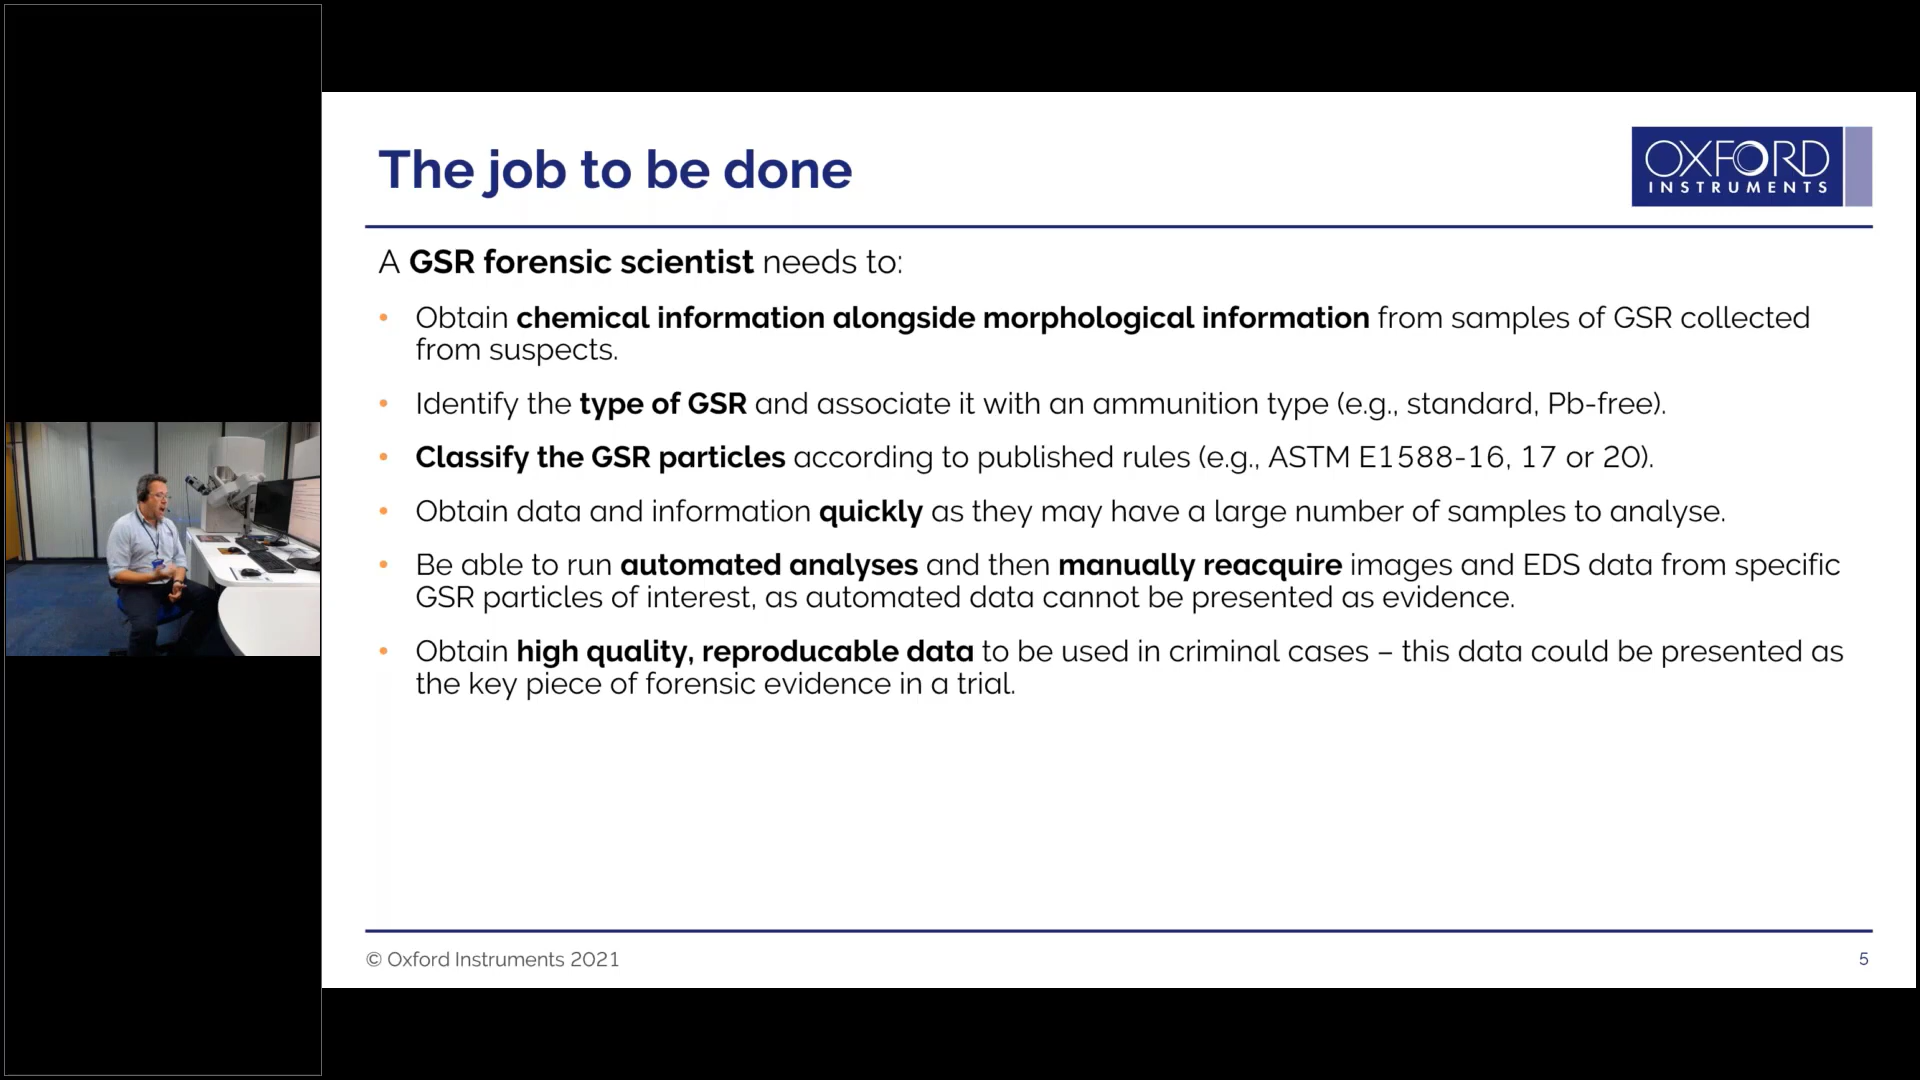 The job to be done
OXFORD
INSTRUMENTS
A GSR forensic scientist needs to:
• Obtain chemical information alongside morphological information from samples of GSR collected
from suspects.
• Identify the type of GSR and associate it with an ammunition type (e.g., standard, Pb-free).
• Classify the GSR particles according to published rules (e.g., ASTM E1588-16, 17 or 20).
• Obtain data and information quickly as they may have a large number of samples to analyse.
• Be able to run automated analyses and then manually reacquire images and EDS data from specific
GSR particles of interest, as automated data cannot be presented as evidence.
• Obtain high quality, reproducable data to be used in criminal cases – this data could be presented as
the key piece of forensic evidence in a trial.
© Oxford Instruments 2021
5